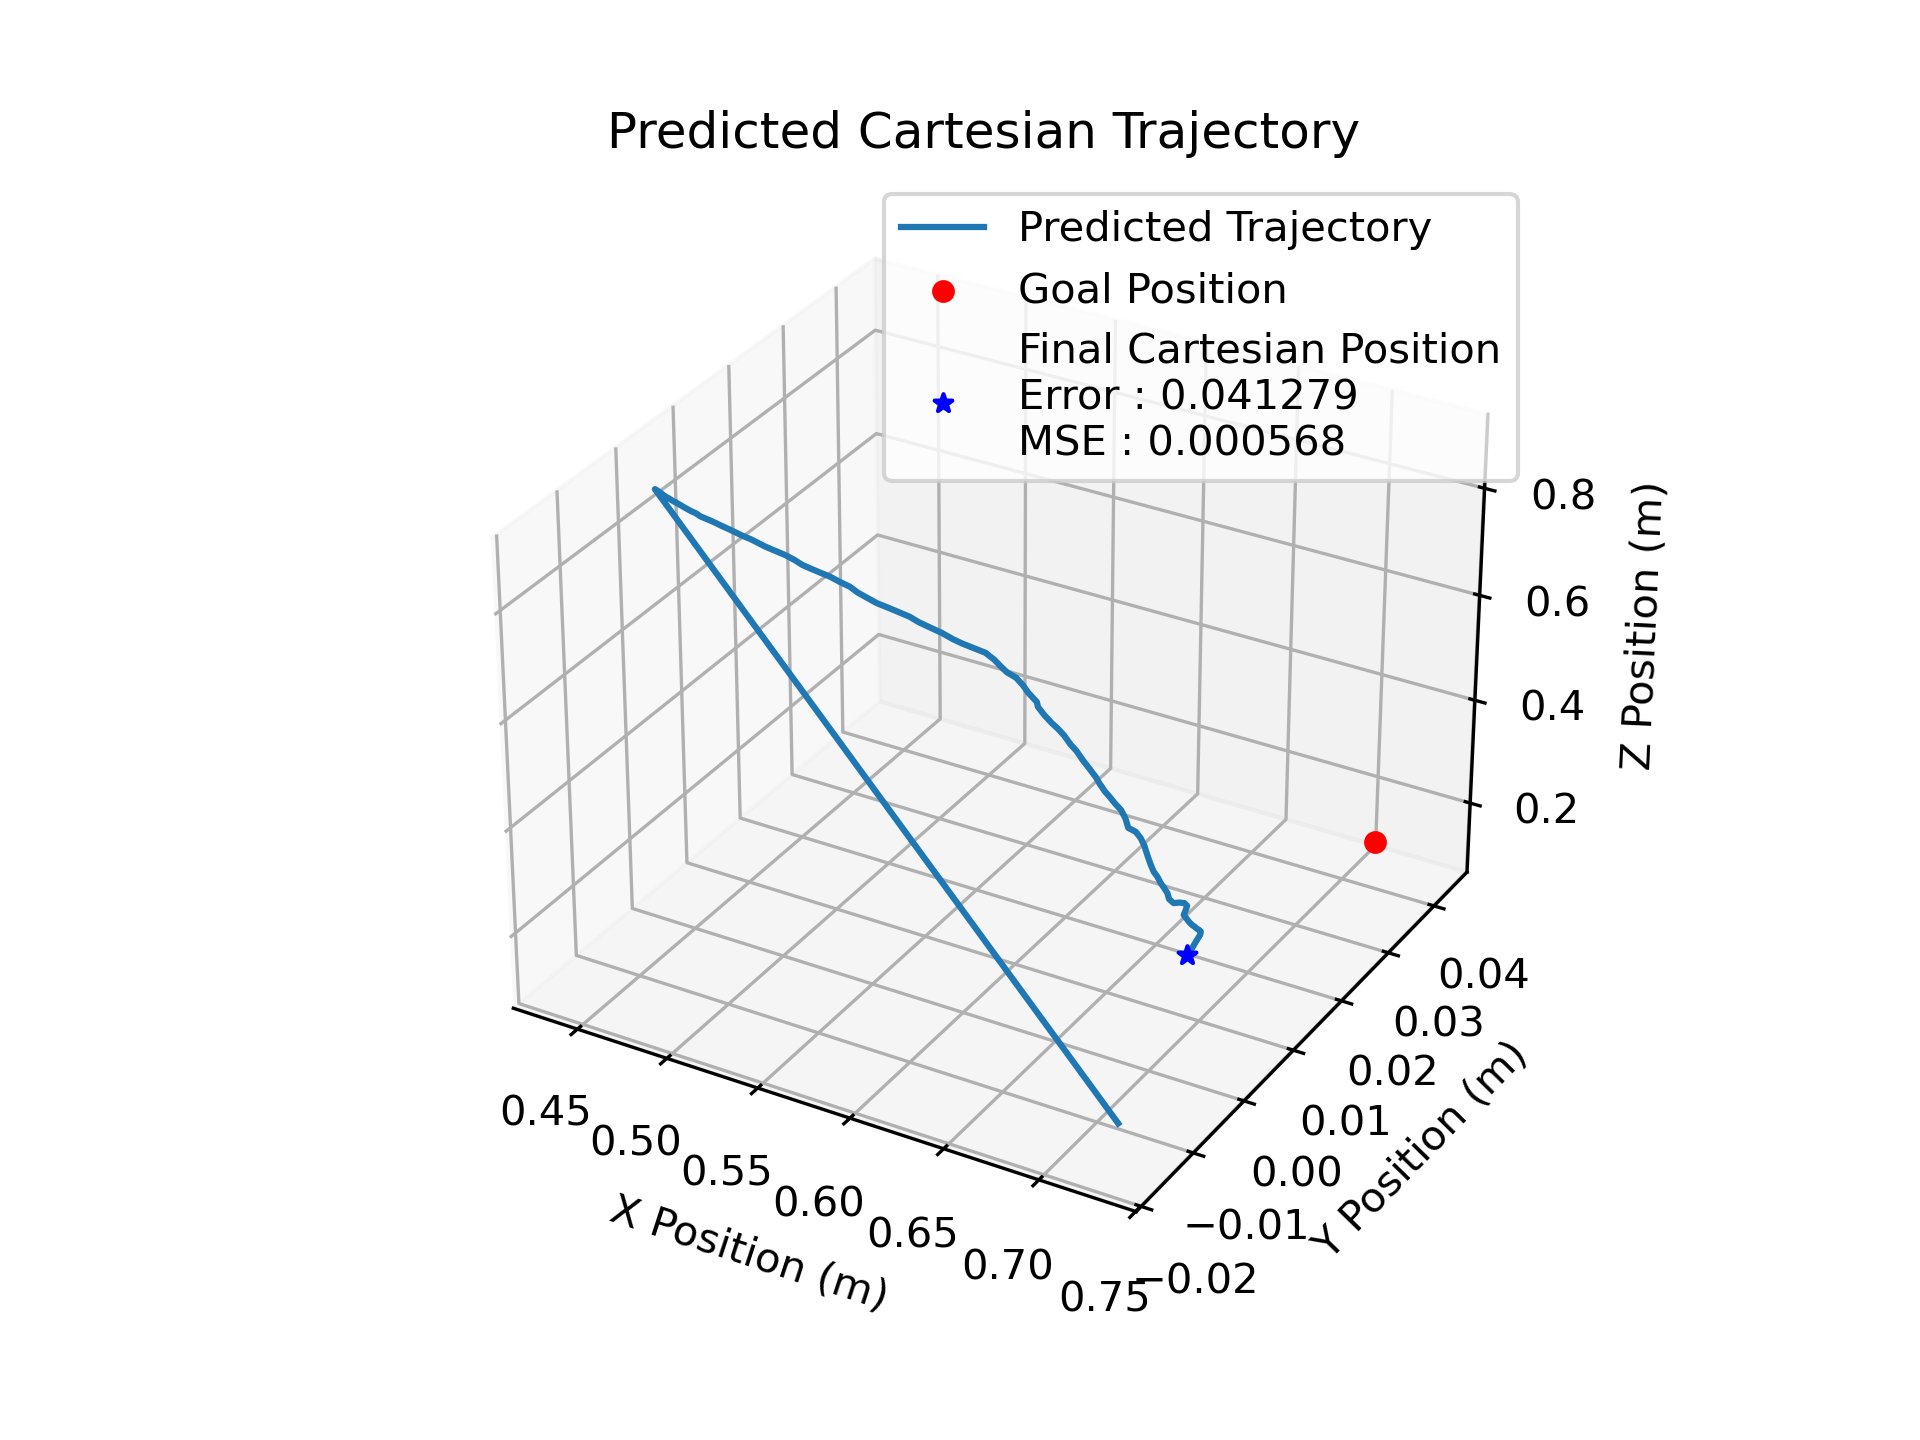 Predicted Cartesian Trajectory
Predicted Trajectory
Goal Position
Final Cartesian Position
Error : 0.041279
MSE : 0.000568
0.8
0.6
0.4
0.2
Z Position (m)
0.04
0.03
0.02
0.01
0.00
−0.01
−0.02
Y Position (m)
0.45
0.50
0.55
0.60
0.65
0.70
0.75
X Position (m)